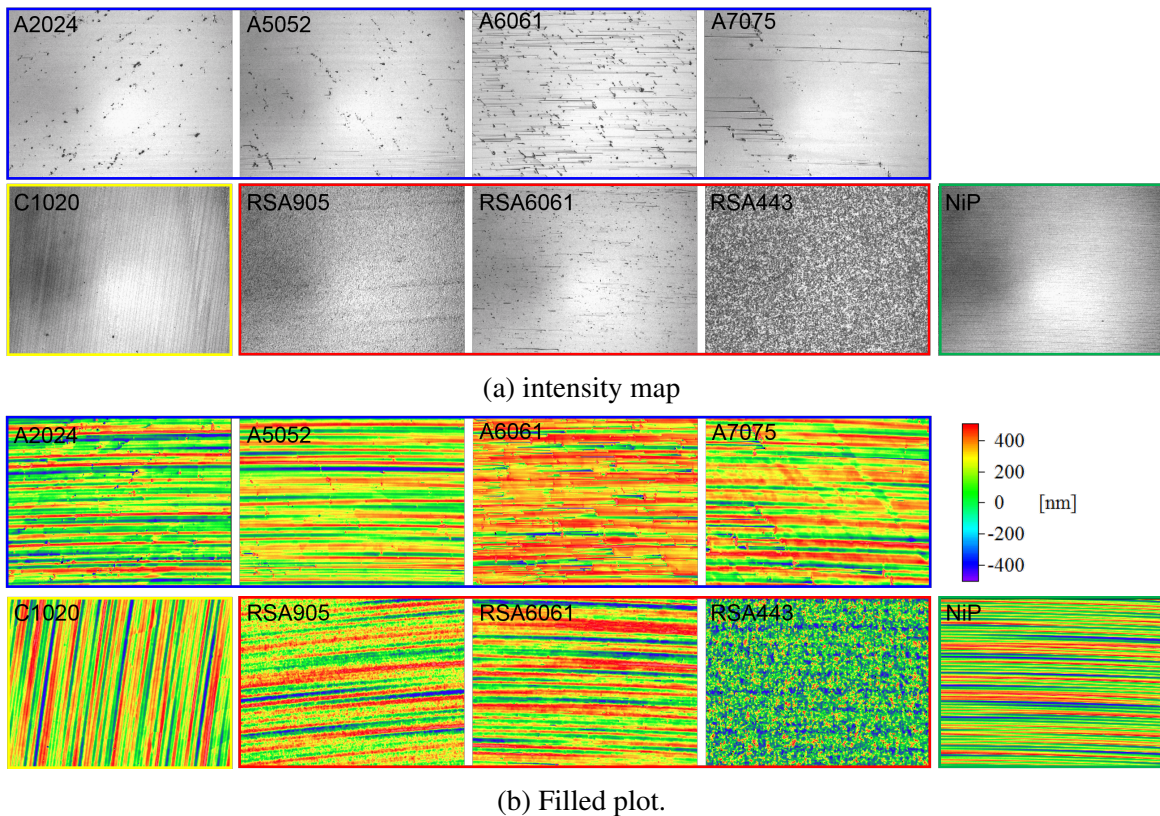 A2024 A5052 A6061 A7075
C1020 RSA905 RSA6061 RSA443 NiP
(a) intensity map
A2024 A5052 A6061 A7075
400
200
0 [nm]
-200
-400
C1020 RSA905 RSA6061 RSA443 NiP
(b) Filled plot.